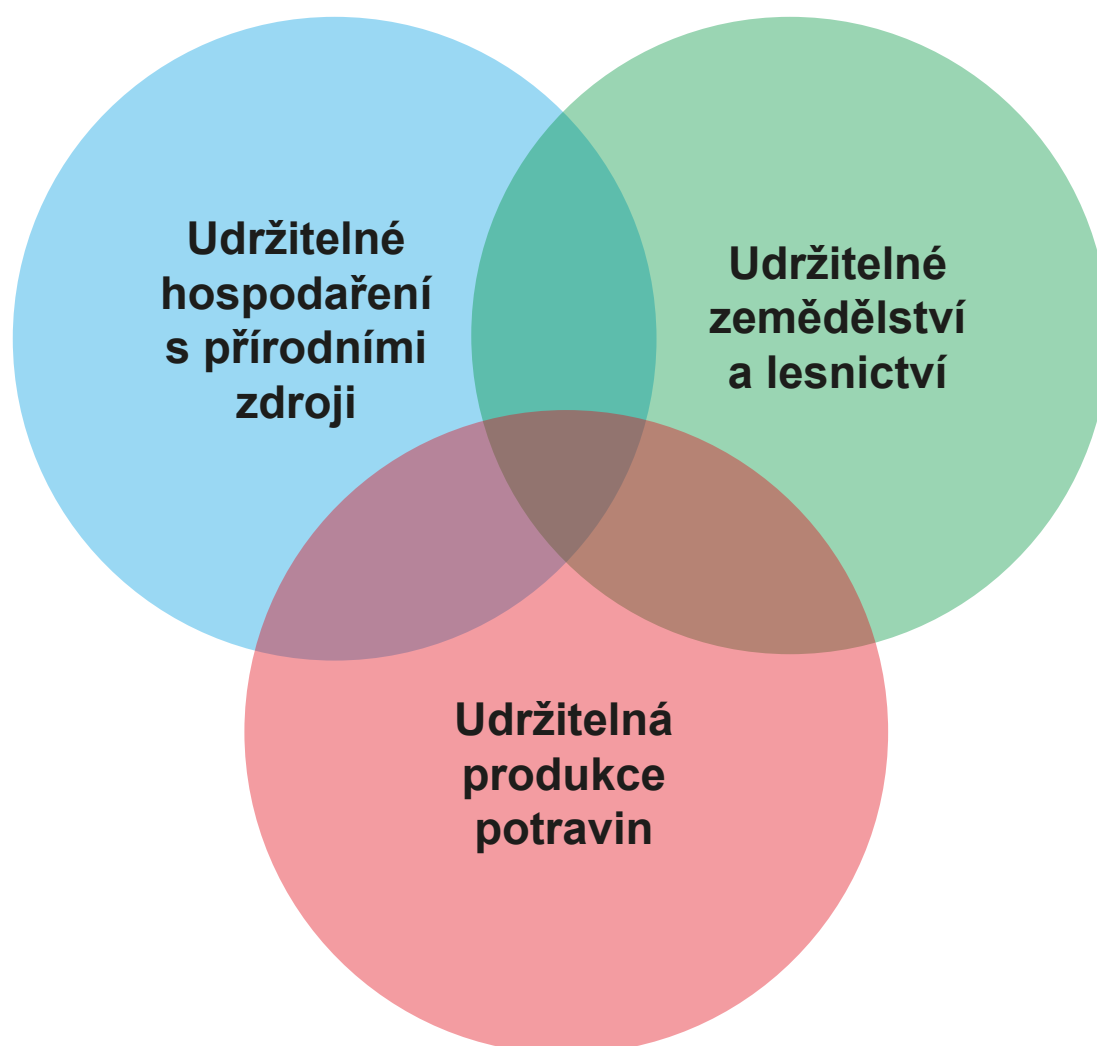 Udržitelné
hospodaření
s přírodními
zdroji
Udržitelné
zemědělství
a lesnictví
Udržitelná
produkce
potravin